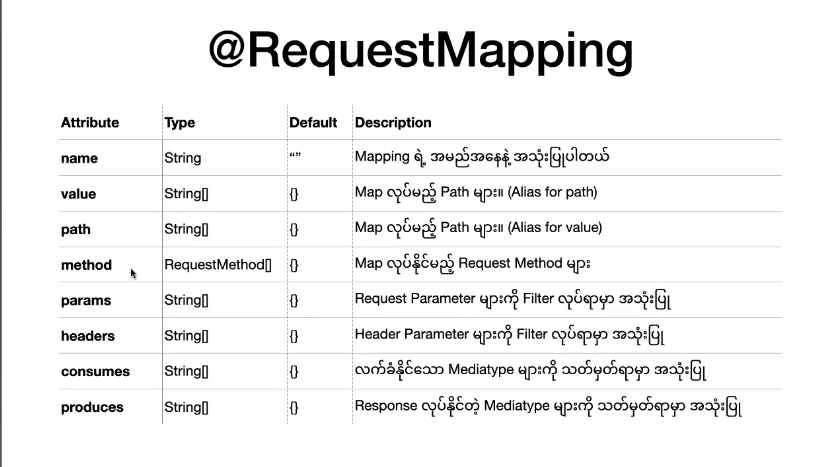 @RequestMapping
Attribute Type Default Description
name String “” Mapping ရဲ့ အမည်အနေနဲ့ အသုံးပြုပါတယ်
value String[] {} Map လုပ်မည့် Path များ။ (Alias for path)
path String[] {} Map လုပ်မည့် Path များ။ (Alias for value)
method RequestMethod[] {} Map လုပ်နိုင်မည့် Request Method များ
params String[] {} Request Parameter များကို Filter လုပ်ရာမှာ အသုံးပြု
headers String[] {} Header Parameter များကို Filter လုပ်ရာမှာ အသုံးပြု
consumes String[] {} လက်ခံနိုင်သော Mediatype များကို သတ်မှတ်ရာမှာ အသုံးပြု
produces String[] {} Response လုပ်နိုင်တဲ့ Mediatype များကို သတ်မှတ်ရာမှာ အသုံးပြု